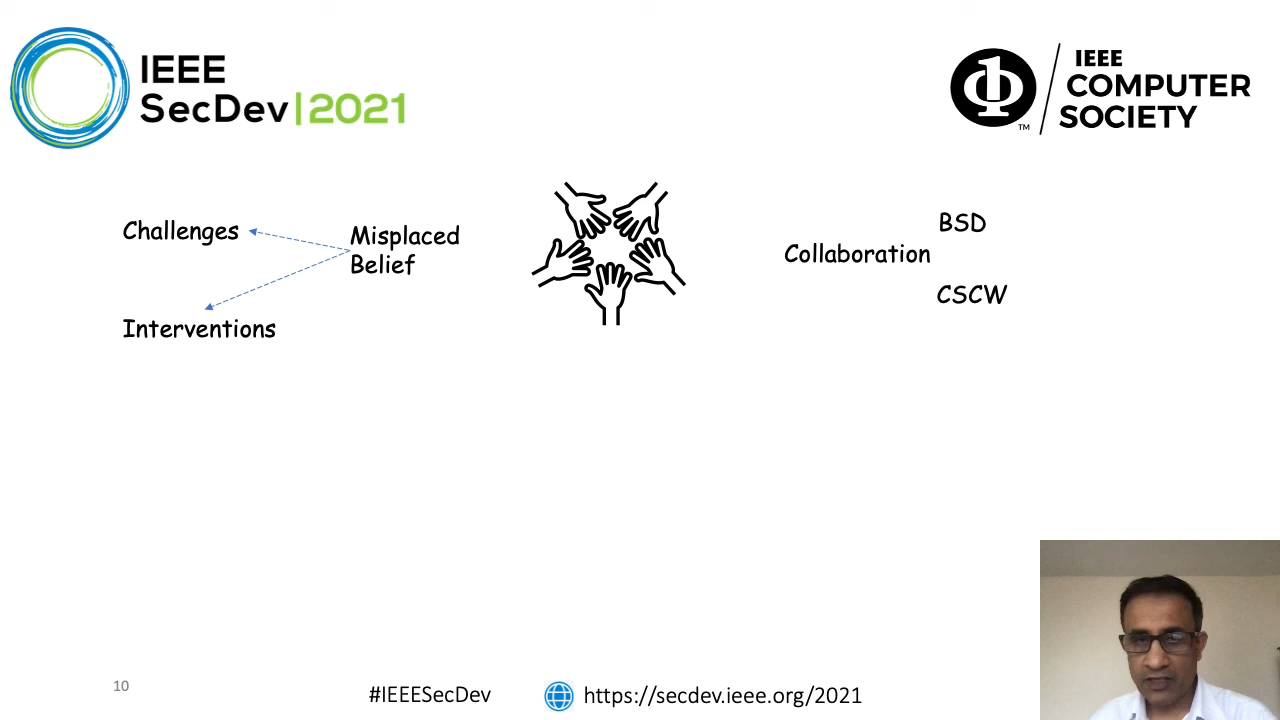 IEEE
SecDev|2021
IEEE
COMPUTER
SOCIETY
TM
Challenges
Misplaced
Belief
Interventions
BSD
Collaboration
CSCW
10
#IEEESecDev
https://secdev.ieee.org/2021